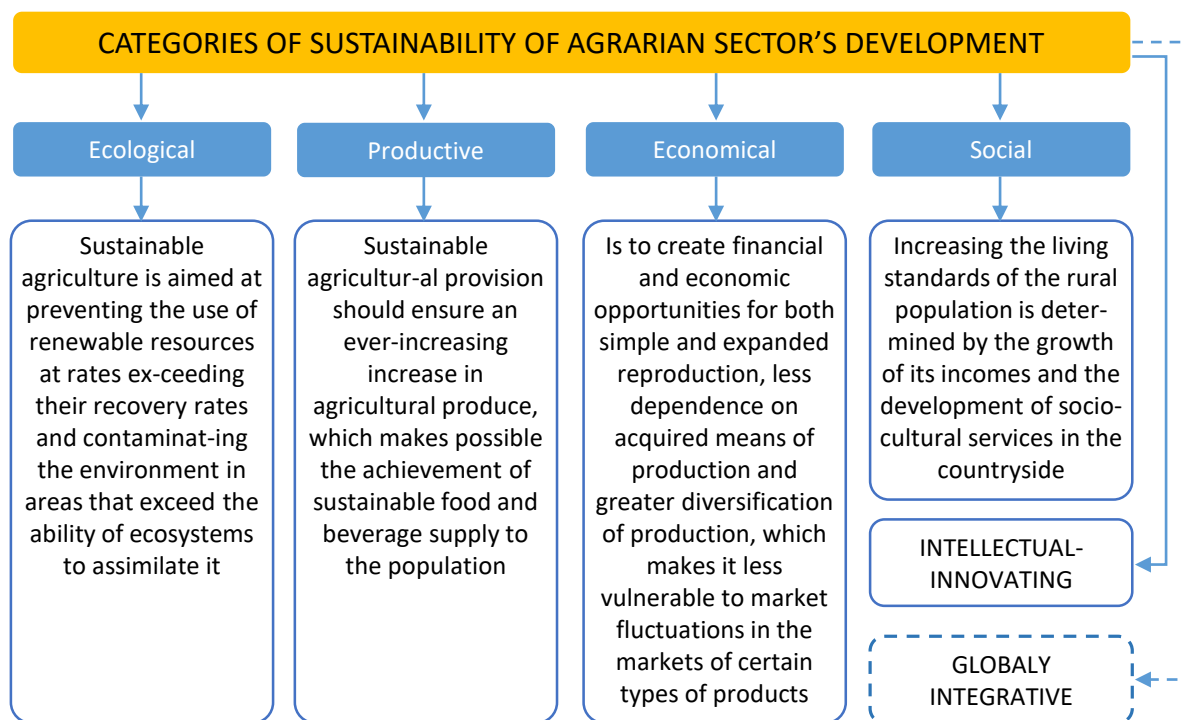 CATEGORIES OF SUSTAINABILITY OF AGRARIAN SECTOR’S DEVELOPMENT
Ecological
Sustainable
agriculture is aimed at
preventing the use of
renewable resources
at rates ex-ceeding
their recovery rates
and contaminat-ing
the environment in
areas that exceed the
ability of ecosystems
to assimilate it
Productive
Sustainable
agricultur-al provision
should ensure an
ever-increasing
increase in
agricultural produce,
which makes possible
the achievement of
sustainable food and
beverage supply to
the population
Economical
Is to create financial
and economic
opportunities for both
simple and expanded
reproduction, less
dependence on
acquired means of
production and
greater diversification
of production, which
makes it less
vulnerable to market
fluctuations in the
markets of certain
types of products
Social
Increasing the living
standards of the rural
population is deter-
mined by the growth
of its incomes and the
development of socio-
cultural services in the
countryside
INTELLECTUAL-
INNOVATING
GLOBALY
INTEGRATIVE